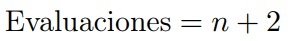 Evaluaciones = n + 2